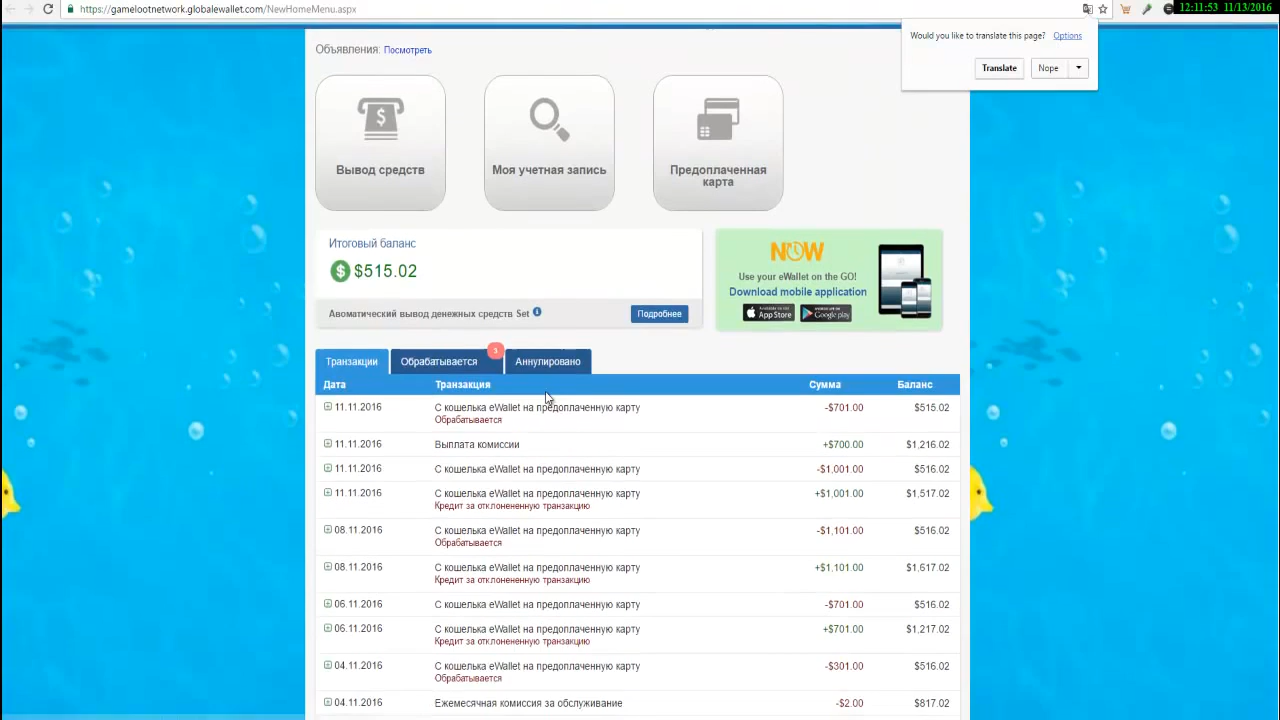 https://gamelootnetwork.globalewallet.com/NewHomeMenu.aspx
12:11:53 11/13/2016
Would you like to translate this page? Options
Translate Nope
Объявления: Посмотреть
Вывод средств
Моя учетная запись
Предоплаченная
карта
Итоговый баланс
$ $515.02
Авоматический вывод денежных средств Set
Подробнее
NOW
Use your eWallet on the GO!
Download mobile application
App Store
Google play
Транзакции Обрабатывается 3 Аннулировано
Дата Транзакция Сумма Баланс
11.11.2016 С кошелька eWallet на предоплаченную карту -$701.00 $515.02
Обрабатывается
11.11.2016 Выплата комиссии +$700.00 $1,216.02
11.11.2016 С кошелька eWallet на предоплаченную карту -$1,001.00 $516.02
11.11.2016 С кошелька eWallet на предоплаченную карту +$1,001.00 $1,517.02
Кредит за отклонененную транзакцию
08.11.2016 С кошелька eWallet на предоплаченную карту -$1,101.00 $516.02
Обрабатывается
08.11.2016 С кошелька eWallet на предоплаченную карту +$1,101.00 $1,617.02
Кредит за отклонененную транзакцию
06.11.2016 С кошелька eWallet на предоплаченную карту -$701.00 $516.02
06.11.2016 С кошелька eWallet на предоплаченную карту +$701.00 $1,217.02
Кредит за отклонененную транзакцию
04.11.2016 С кошелька eWallet на предоплаченную карту -$301.00 $516.02
Обрабатывается
04.11.2016 Ежемесячная комиссия за обслуживание -$2.00 $817.02